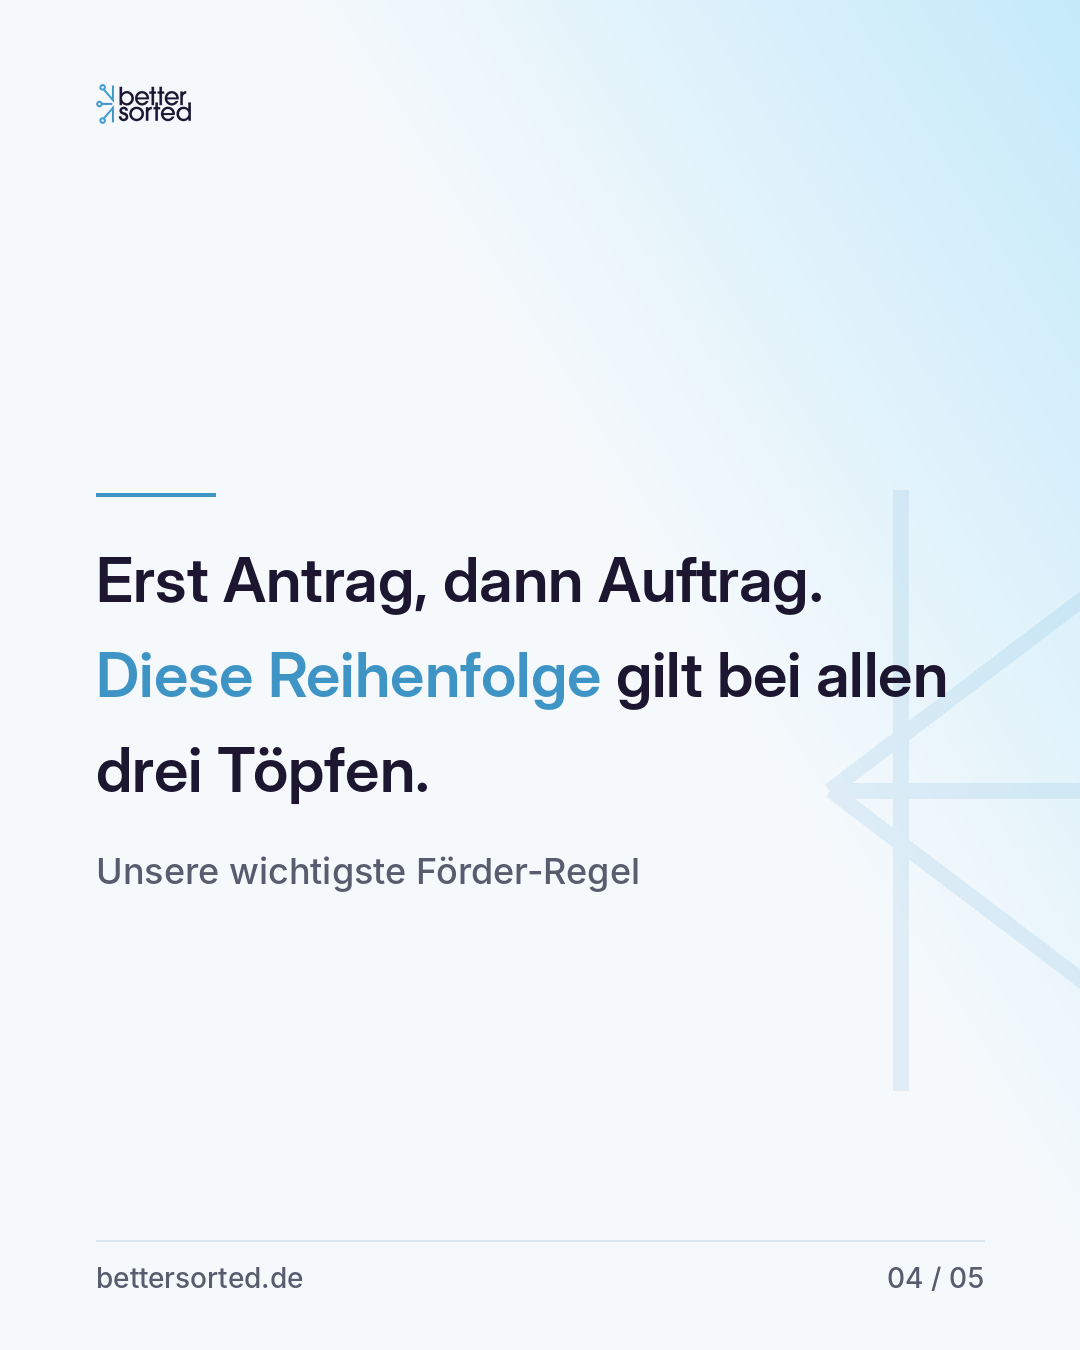 better
sorted
Erst Antrag, dann Auftrag.
Diese Reihenfolge gilt bei allen
drei Töpfen.
Unsere wichtigste Förder-Regel
bettersorted.de
04 / 05